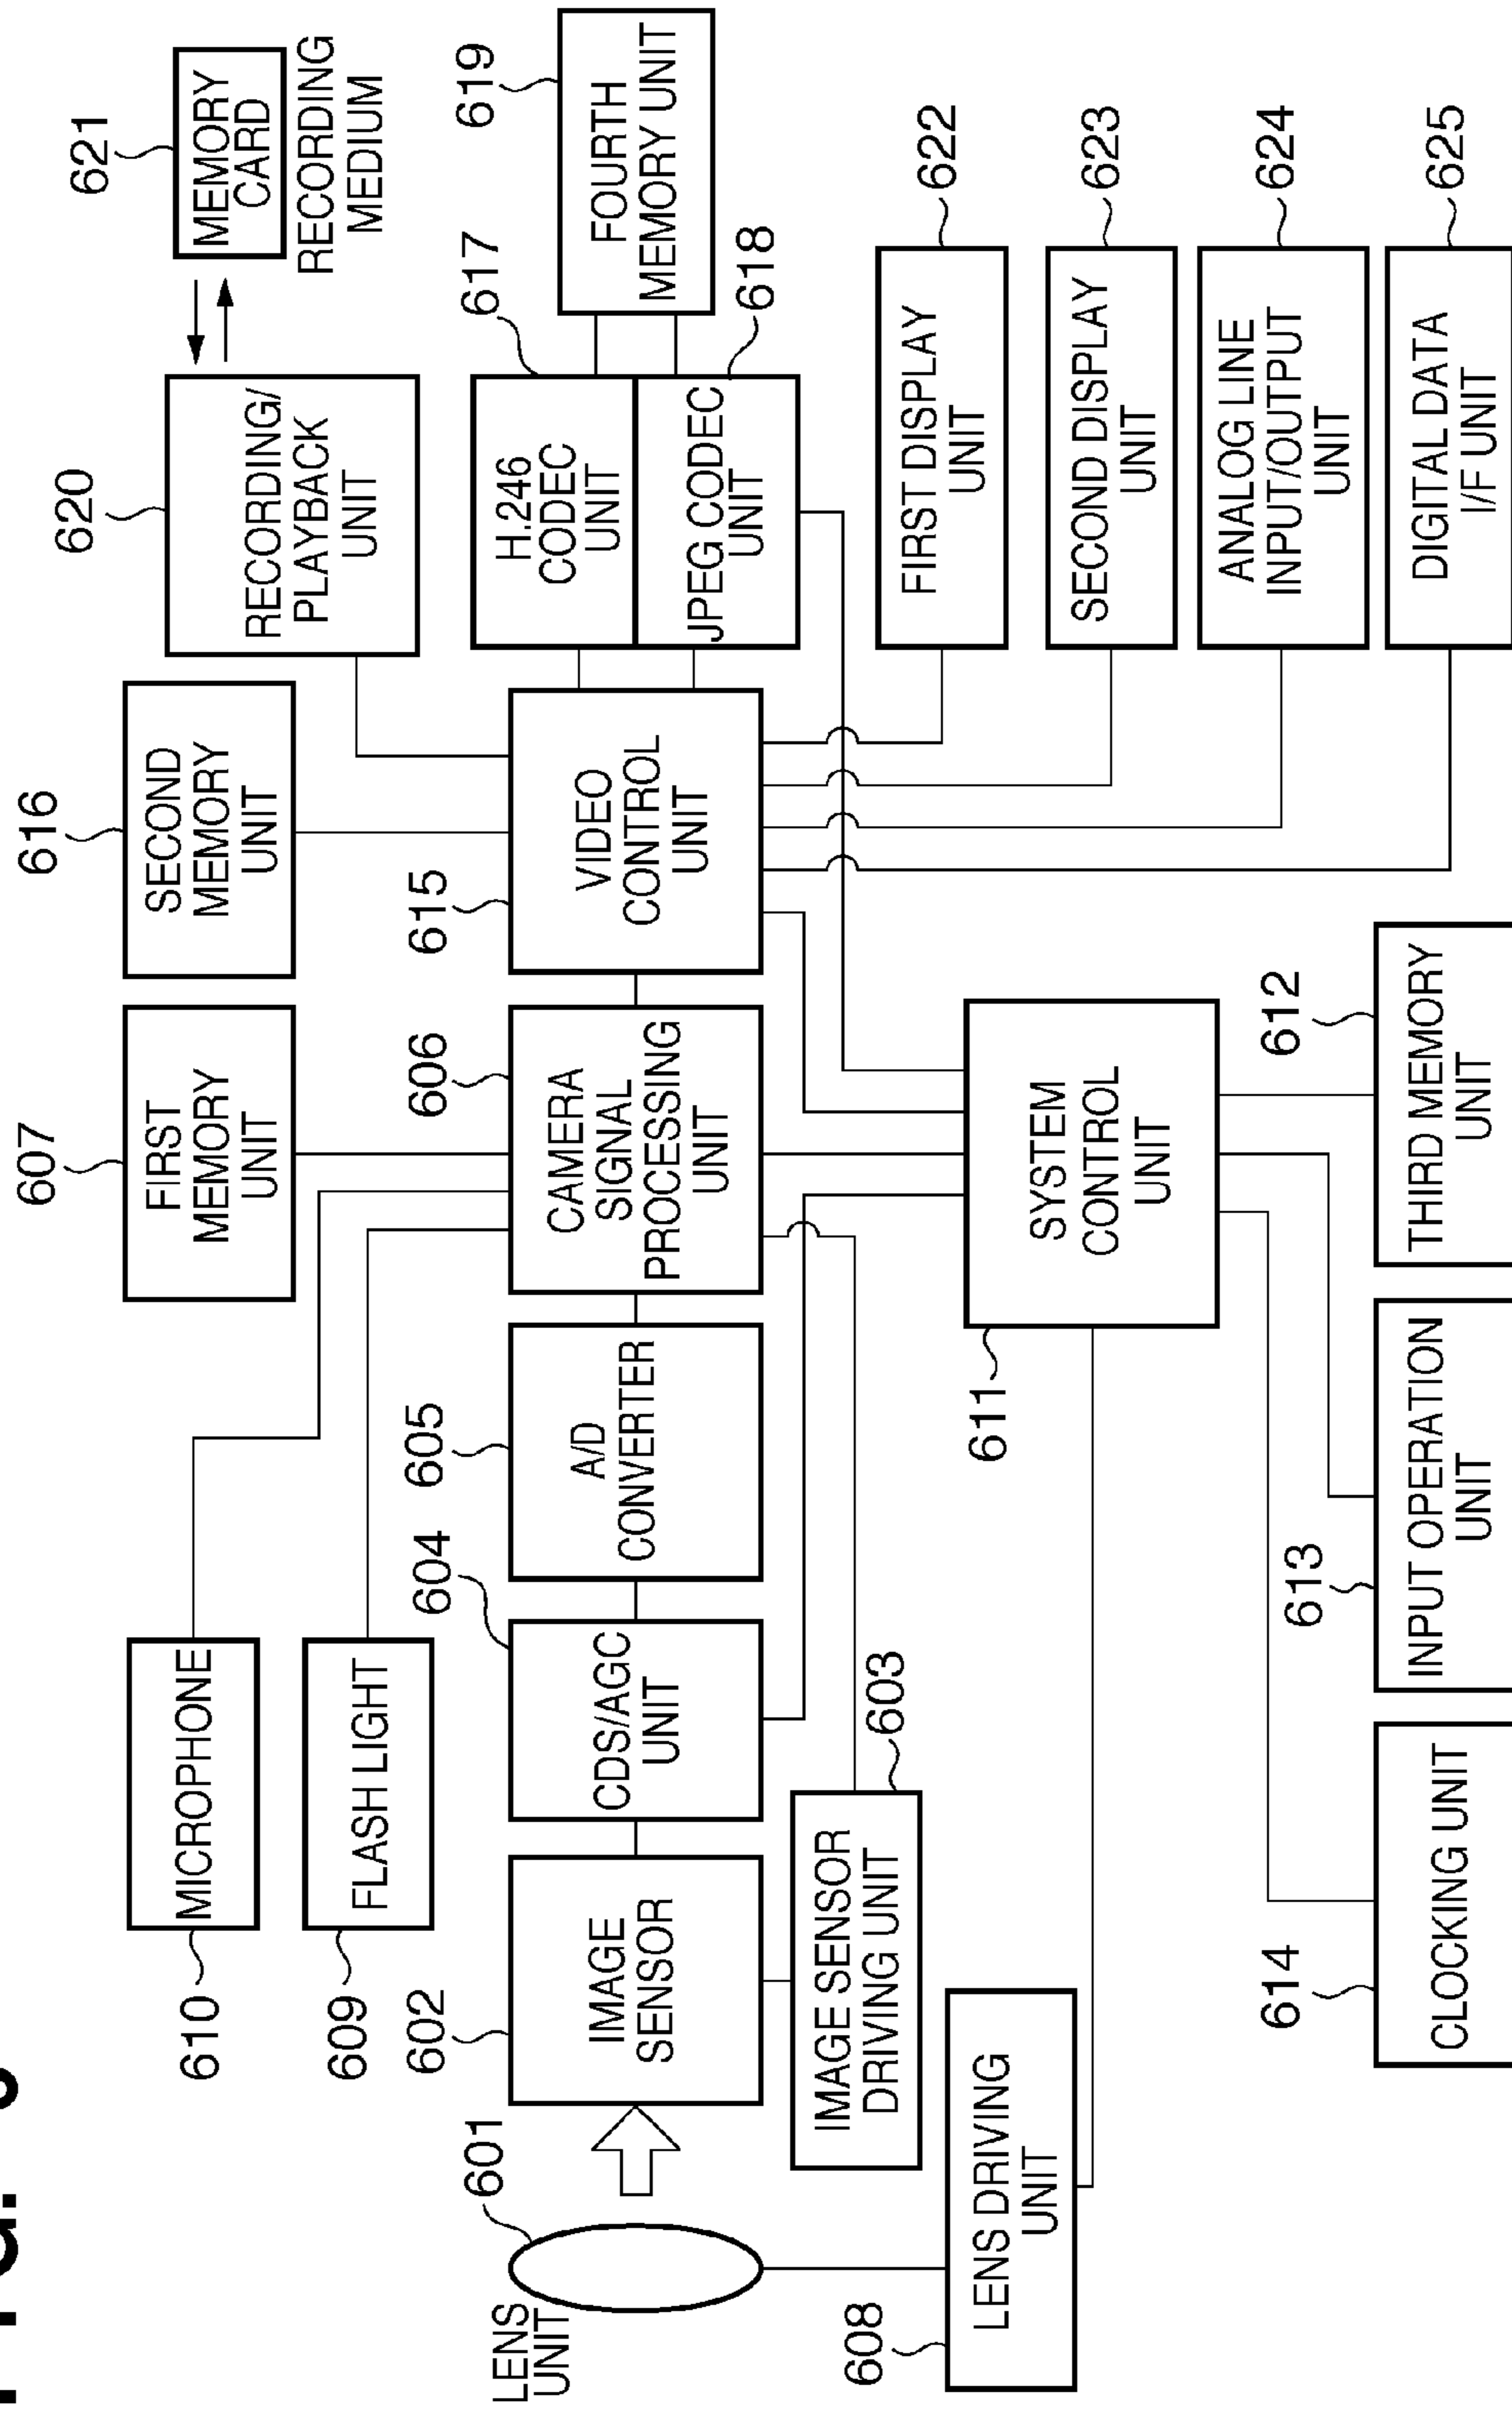 610
MICROPHONE
607
FIRST
MEMORY
UNIT
616
SECOND
MEMORY
UNIT
620
RECORDING/
PLAYBACK
UNIT
621
MEMORY
CARD
RECORDING
MEDIUM
609
FLASH LIGHT
LENS
UNIT
601
602
IMAGE
SENSOR
604
CDS/AGC
UNIT
605
A/D
CONVERTER
606
CAMERA
SIGNAL
PROCESSING
UNIT
615
VIDEO
CONTROL
UNIT
617
H.246
CODEC
UNIT
JPEG CODEC
UNIT
618
619
FOURTH
MEMORY UNIT
603
IMAGE SENSOR
DRIVING UNIT
608
LENS DRIVING
UNIT
611
SYSTEM
CONTROL
UNIT
622
FIRST DISPLAY
UNIT
623
SECOND DISPLAY
UNIT
624
ANALOG LINE
INPUT/OUTPUT
UNIT
625
DIGITAL DATA
I/F UNIT
614
CLOCKING UNIT
613
INPUT OPERATION
UNIT
612
THIRD MEMORY
UNIT